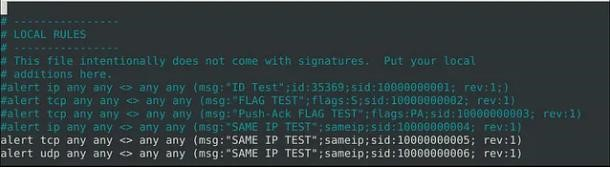 # ----------------
# LOCAL RULES
# ----------------
# This file intentionally does not come with signatures.  Put your local
# additions here.
#alert ip any any <> any any (msg:"ID Test";id:35369;sid:10000000001; rev:1;)
#alert tcp any any <> any any (msg:"FLAG TEST";flags:S;sid:10000000002; rev:1)
#alert tcp any any <> any any (msg:"Push-Ack FLAG TEST";flags:PA;sid:10000000003; rev:1)
#alert ip any any <> any any (msg:"SAME IP TEST";sameip;sid:10000000004; rev:1)
alert tcp any any <> any any (msg:"SAME IP TEST";sameip;sid:10000000005; rev:1)
alert udp any any <> any any (msg:"SAME IP TEST";sameip;sid:10000000006; rev:1)